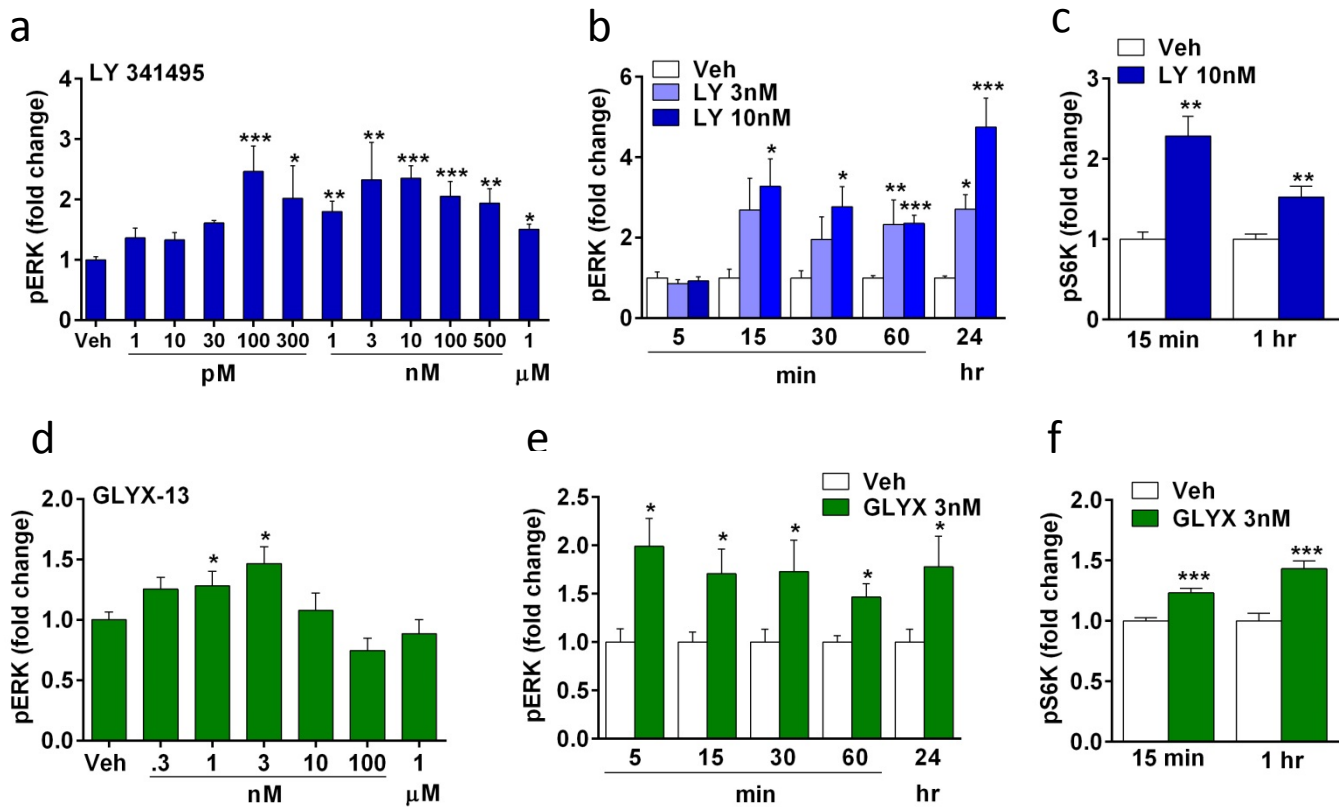 a
LY 341495
pERK (fold change)
4
3
2
1
0
*** * ** *** *** ** ** *
Veh 1 10 30 100 300 1 3 10 100 500 1
pM nM µM
b
Veh
LY 3nM
LY 10nM
pERK (fold change)
6
4
2
0
* * ** *** * ***
5 15 30 60 24
min hr
c
Veh
LY 10nM
pS6K (fold change)
3
2
1
0
** **
15 min 1 hr
d
GLYX-13
pERK (fold change)
2.0
1.5
1.0
0.5
0.0
* *
Veh .3 1 3 10 100 1
nM µM
e
Veh
GLYX 3nM
pERK (fold change)
2.5
2.0
1.5
1.0
0.5
0.0
* * * * *
5 15 30 60 24
min hr
f
Veh
GLYX 3nM
pS6K (fold change)
2.0
1.5
1.0
0.5
0.0
*** ***
15 min 1 hr